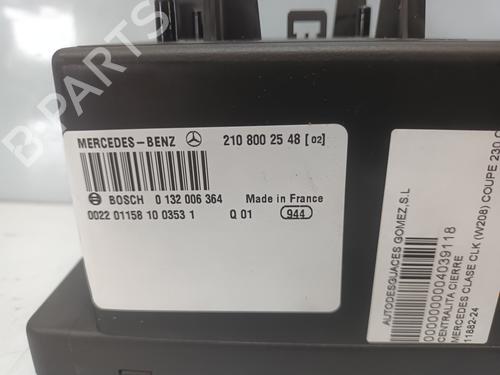 B-PARTS
MERCEDES-BENZ 210 800 25 48 [02]
BOSCH 0 132 006 364 Made in France
0022 01158 10 0353 1 Q 01 944
AUTODESGUACES GOMEZ,S.L
0000000004039118
CENTRALITA CIERRE
MERCEDES CLASE CLK (W208) COUPE 230 C
11882-24